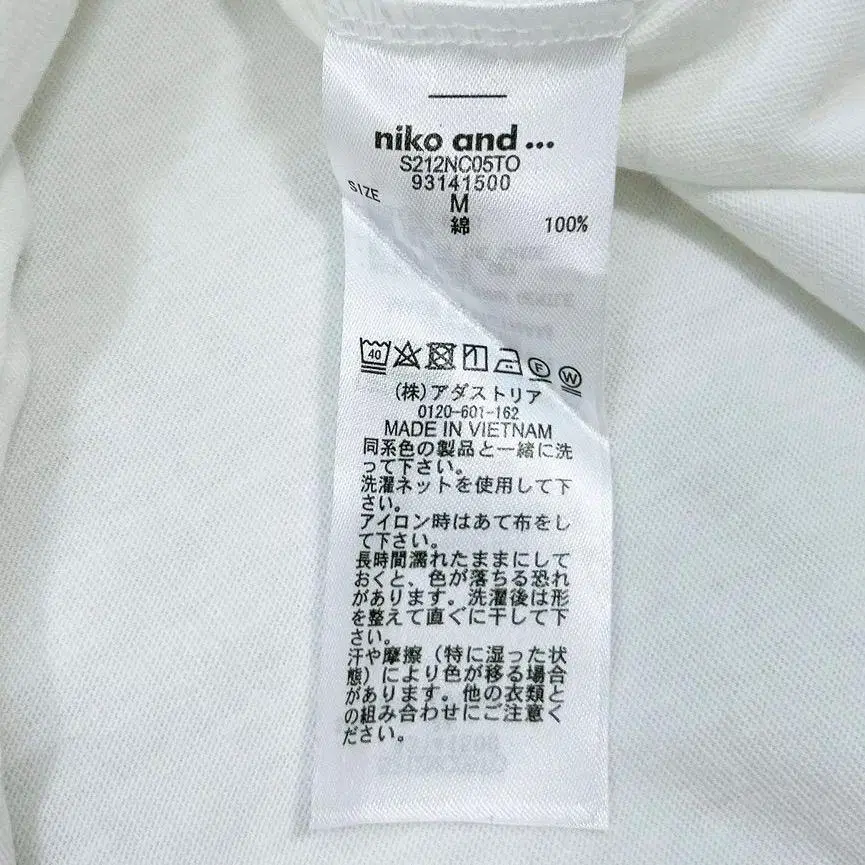 niko and ...
S212NC05TO
93141500
SIZE M
綿 100%
40
F W
(株)アダストリア
0120-601-162
MADE IN VIETNAM
同系色の製品と一緒に洗
って下さい。
洗濯ネットを使用して下
さい。
アイロン時はあて布をし
て下さい。
長時間濡れたままにして
おくと、色が落ちる恐れ
があります。洗濯後は形
を整えて直ぐに干して下
さい。
汗や摩擦(特に湿った状
態)により色が移る場合
があります。他の衣類と
の組み合わせにご注意く
ださい。